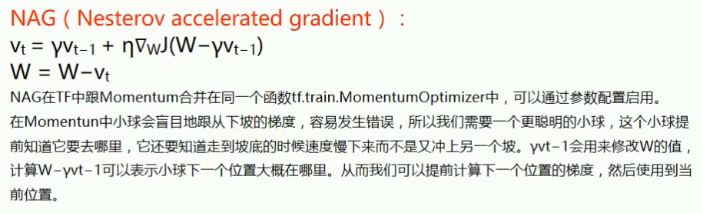 NAG（Nesterov accelerated gradient）：
vₜ = γvₜ₋₁ + η∇wJ(W−γvₜ₋₁)
W = W−vₜ
NAG在TF中跟Momentum合并在同一个函数tf.train.MomentumOptimizer中，可以通过参数配置启用。
在Momentun中小球会盲目地跟从下坡的梯度，容易发生错误，所以我们需要一个更聪明的小球，这个小球提
前知道它要去哪里，它还要知道走到坡底的时候速度慢下来而不是又冲上另一个坡。γvt−1会用来修改W的值，
计算W−γvt−1可以表示小球下一个位置大概在哪里。从而我们可以提前计算下一个位置的梯度，然后使用到当
前位置。